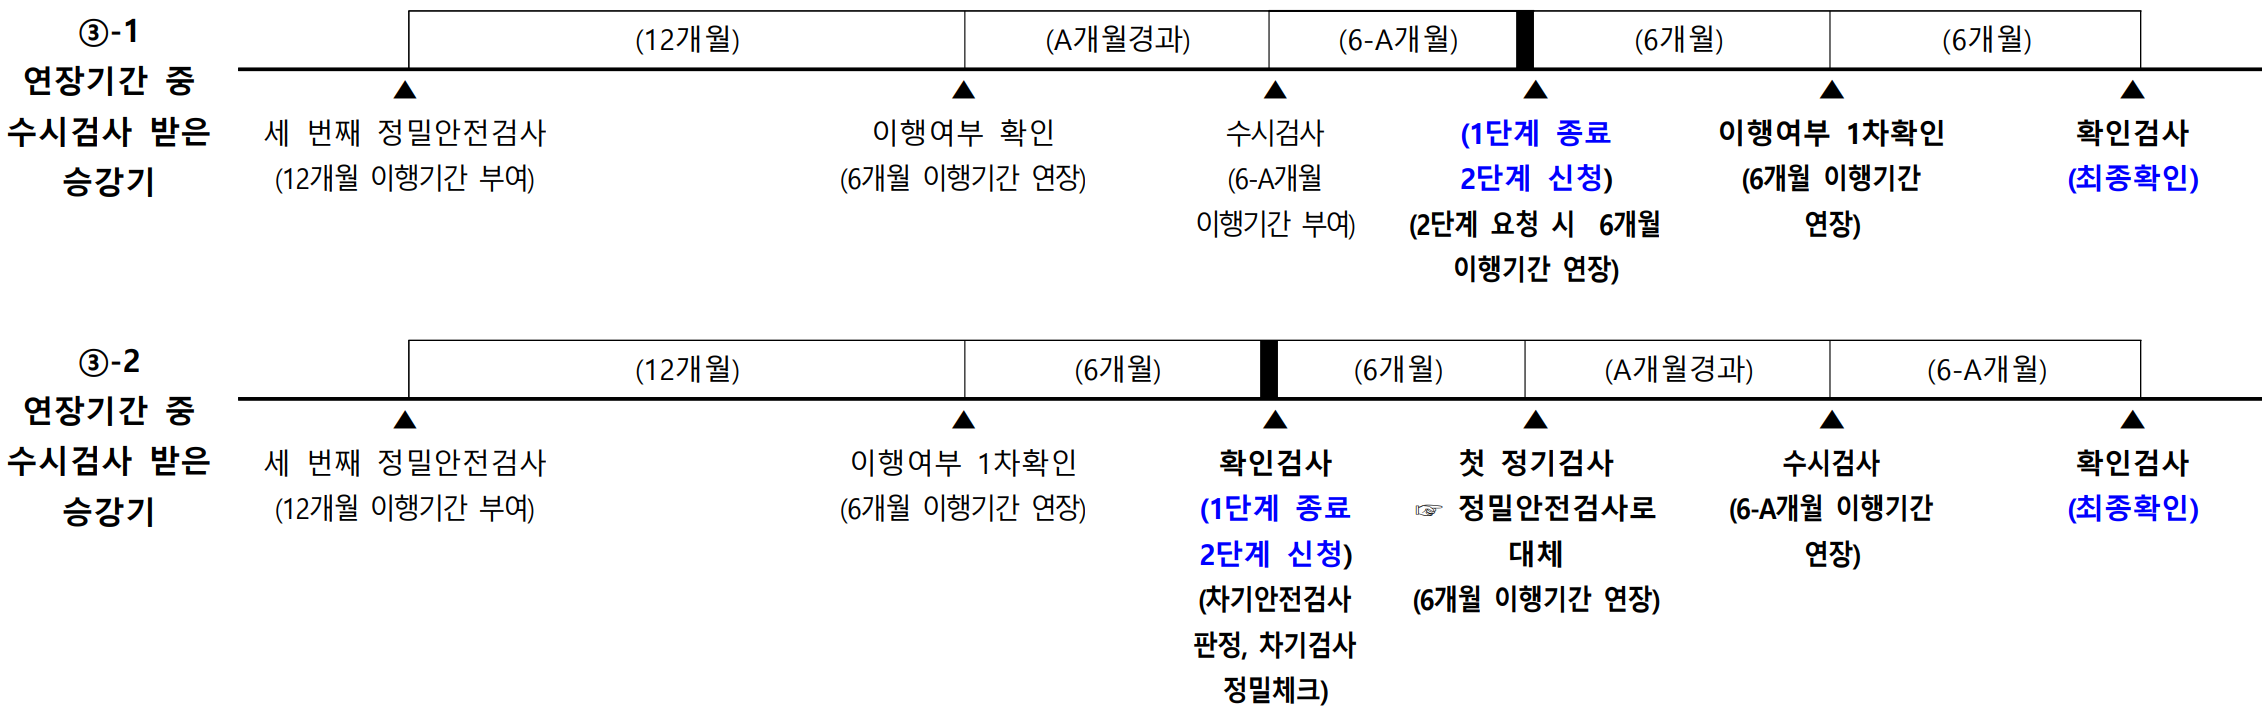 ③-1
연장기간 중
수시검사 받은
승강기
(12개월)
(A개월경과)
(6-A개월)
(6개월)
(6개월)
▲
▲
▲
▲
▲
▲
세 번째 정밀안전검사
(12개월 이행기간 부여)
이행여부 확인
(6개월 이행기간 연장)
수시검사
(6-A개월
이행기간 부여)
(1단계 종료
2단계 신청)
(2단계 요청 시 6개월
이행기간 연장)
이행여부 1차확인
(6개월 이행기간
연장)
확인검사
(최종확인)
③-2
연장기간 중
수시검사 받은
승강기
(12개월)
(6개월)
(6개월)
(A개월경과)
(6-A개월)
▲
▲
▲
▲
▲
▲
세 번째 정밀안전검사
(12개월 이행기간 부여)
이행여부 1차확인
(6개월 이행기간 연장)
확인검사
(1단계 종료
2단계 신청)
(차기안전검사
판정, 차기검사
정밀체크)
첫 정기검사
☞ 정밀안전검사로
대체
(6개월 이행기간 연장)
수시검사
(6-A개월 이행기간
연장)
확인검사
(최종확인)